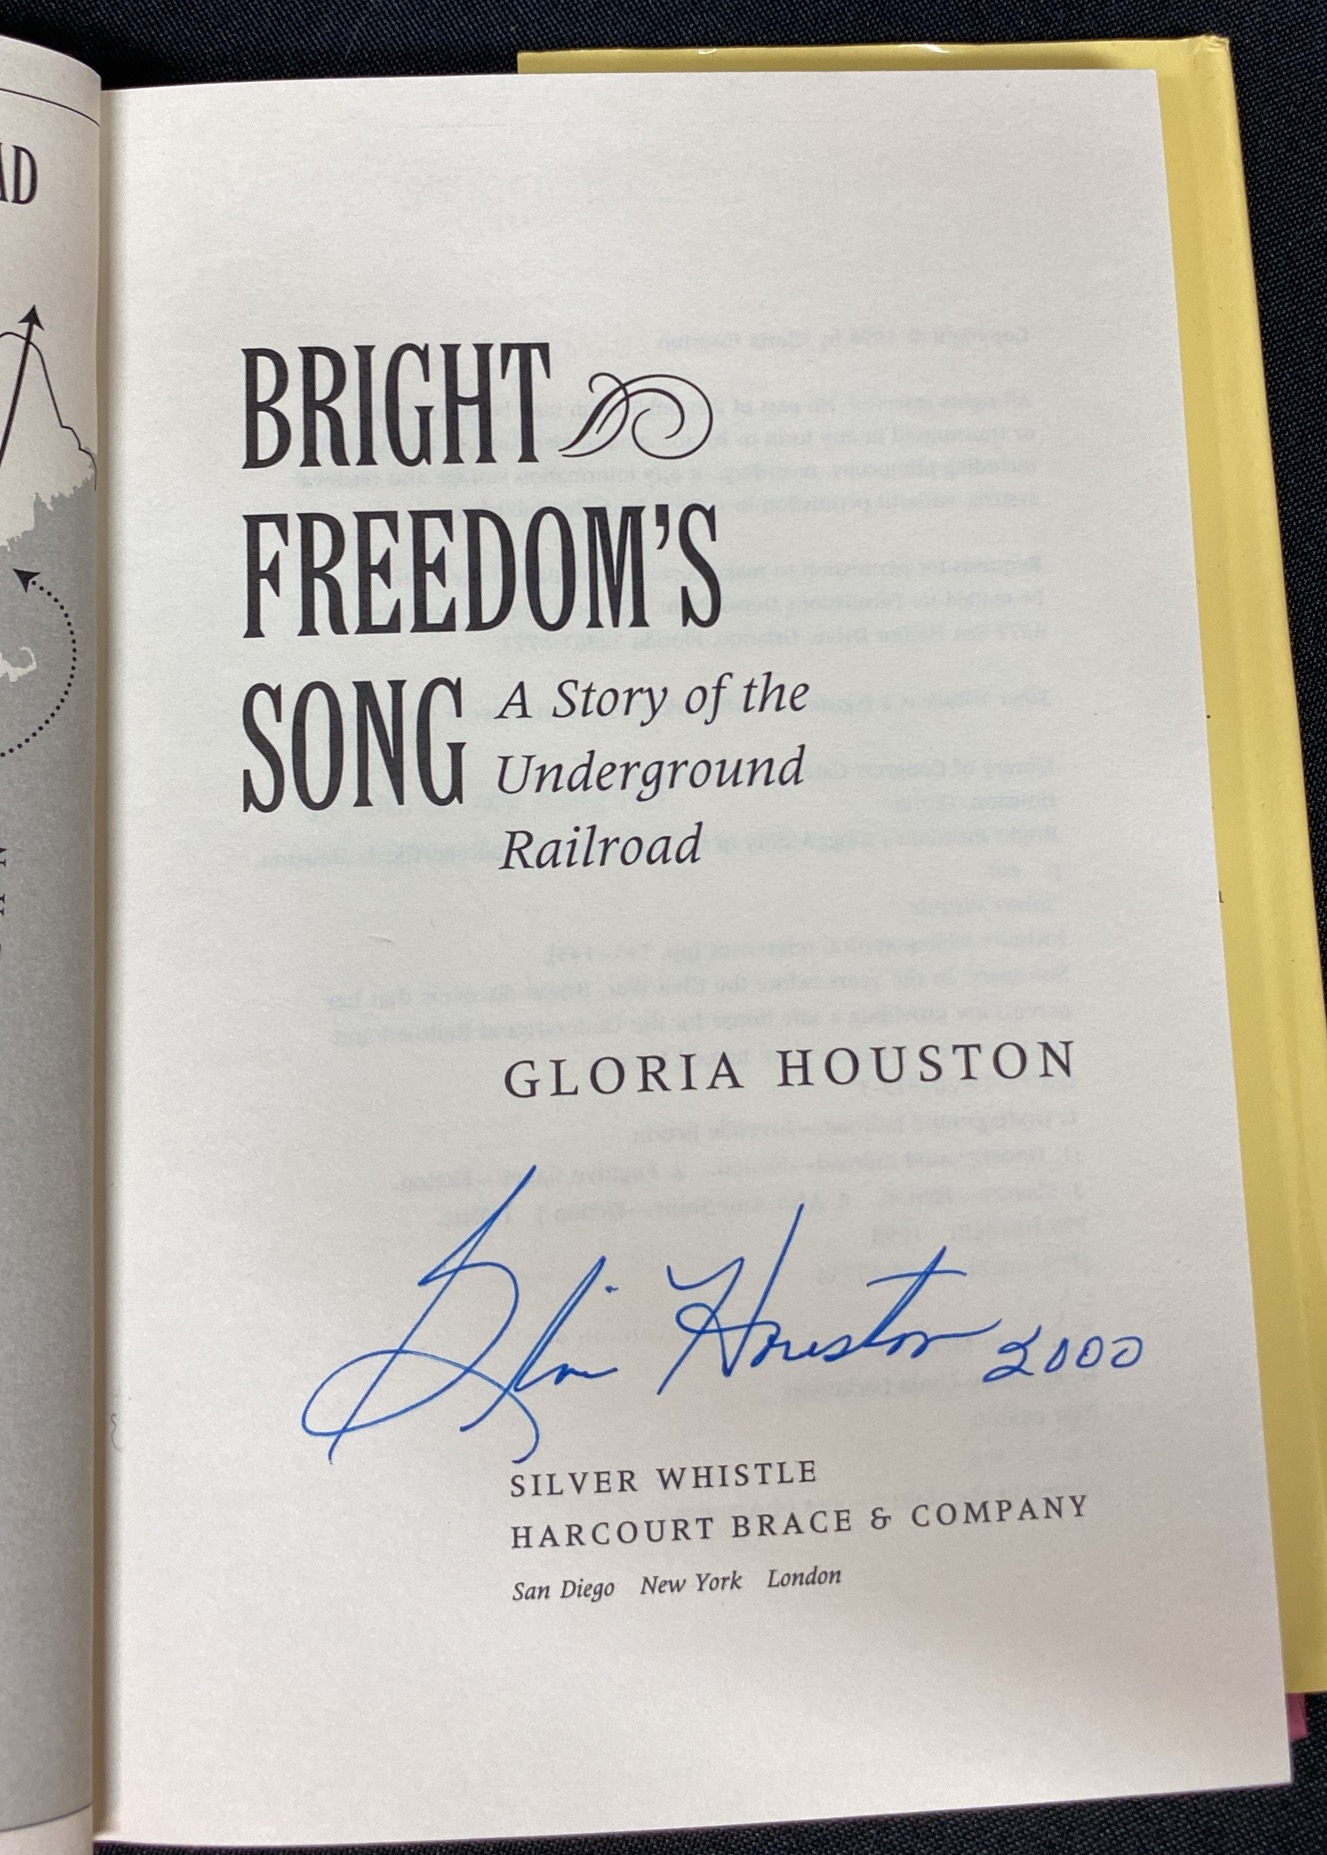 AD
BRIGHT
FREEDOM'S
SONG
A Story of the
Underground
Railroad
GLORIA HOUSTON
Gloria Houston 2000
SILVER WHISTLE
HARCOURT BRACE & COMPANY
San Diego New York London